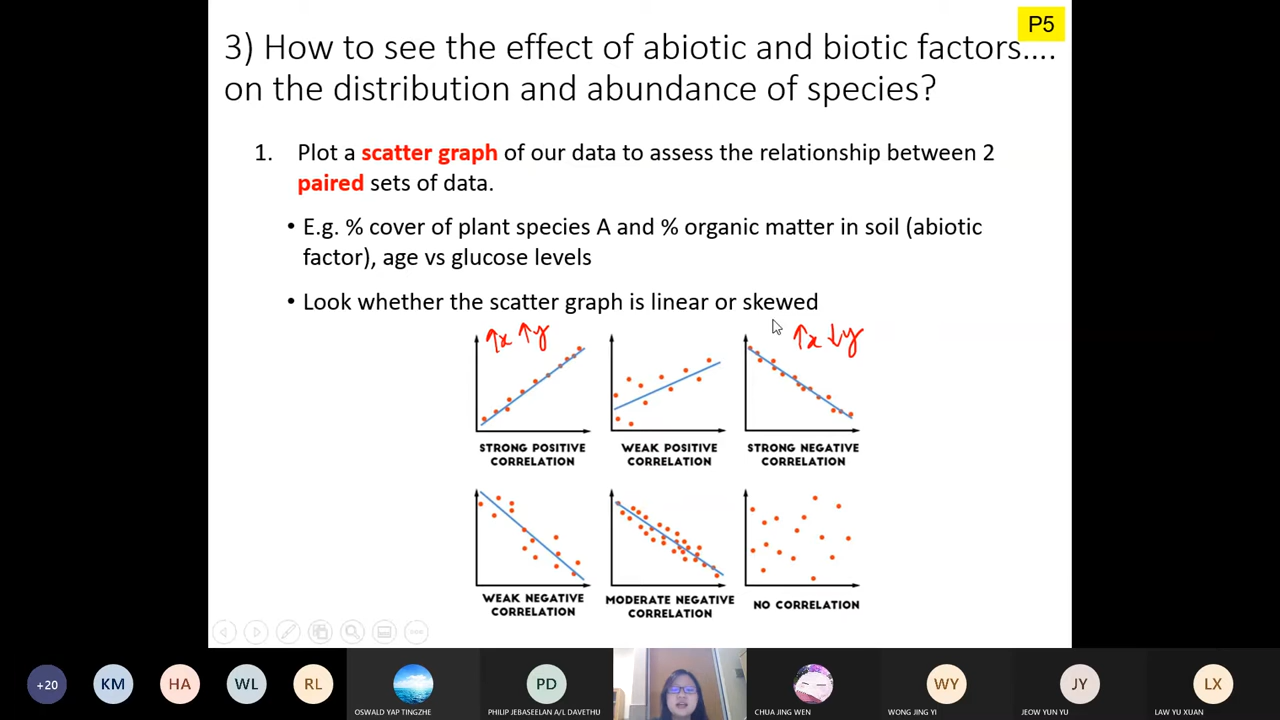 P5
3) How to see the effect of abiotic and biotic factors....
on the distribution and abundance of species?
1. Plot a scatter graph of our data to assess the relationship between 2
paired sets of data.
• E.g. % cover of plant species A and % organic matter in soil (abiotic
factor), age vs glucose levels
• Look whether the scatter graph is linear or skewed
↑x ↑y
↑x ↓y
STRONG POSITIVE
CORRELATION
WEAK POSITIVE
CORRELATION
STRONG NEGATIVE
CORRELATION
WEAK NEGATIVE
CORRELATION
MODERATE NEGATIVE
CORRELATION
NO CORRELATION
+20
KM
HA
WL
RL
OSWALD YAP TINGZHE
PD
PHILIP JEBASEELAN A/L DAVETHU
CHUA JING WEN
WY
WONG JING YI
JY
JEOW YUN YU
LX
LAW YU XUAN